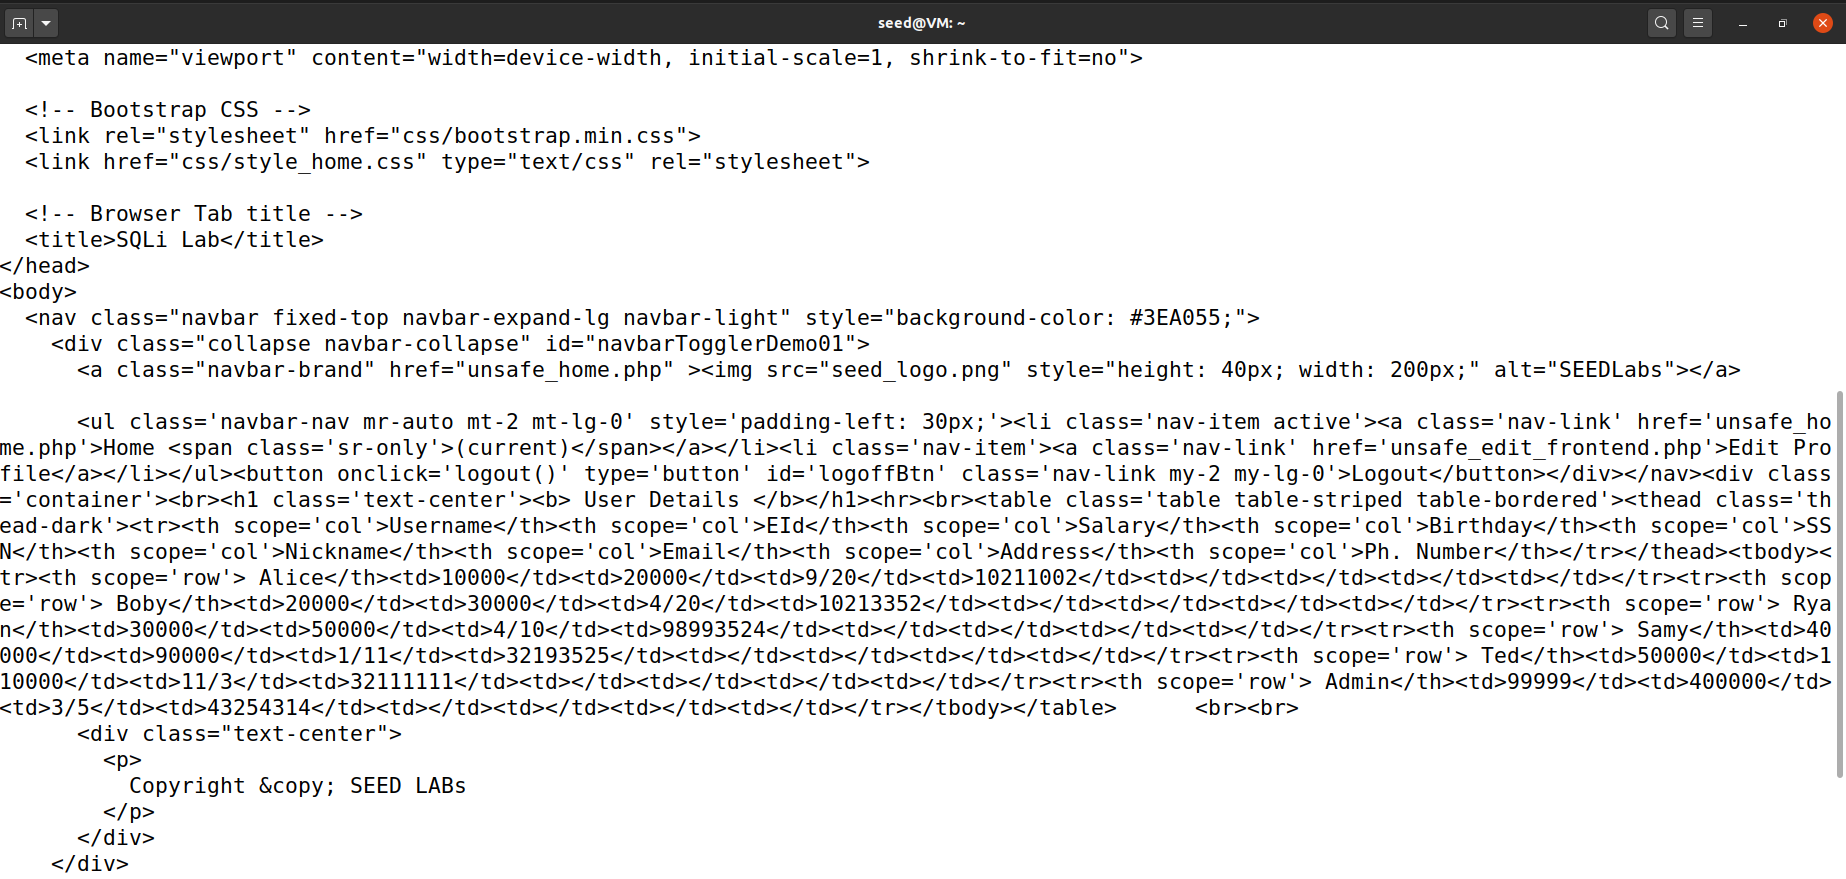 seed@VM: ~
  <meta name="viewport" content="width=device-width, initial-scale=1, shrink-to-fit=no">
  <!-- Bootstrap CSS -->
  <link rel="stylesheet" href="css/bootstrap.min.css">
  <link href="css/style_home.css" type="text/css" rel="stylesheet">
  <!-- Browser Tab title -->
  <title>SQLi Lab</title>
</head>
<body>
  <nav class="navbar fixed-top navbar-expand-lg navbar-light" style="background-color: #3EA055;">
    <div class="collapse navbar-collapse" id="navbarTogglerDemo01">
      <a class="navbar-brand" href="unsafe_home.php" ><img src="seed_logo.png" style="height: 40px; width: 200px;" alt="SEEDLabs"></a>
      <ul class='navbar-nav mr-auto mt-2 mt-lg-0' style='padding-left: 30px;'><li class='nav-item active'><a class='nav-link' href='unsafe_ho
me.php'>Home <span class='sr-only'>(current)</span></a></li><li class='nav-item'><a class='nav-link' href='unsafe_edit_frontend.php'>Edit Pro
file</a></li></ul><button onclick='logout()' type='button' id='logoffBtn' class='nav-link my-2 my-lg-0'>Logout</button></div></nav><div class
='container'><br><h1 class='text-center'><b> User Details </b></h1><hr><br><table class='table table-striped table-bordered'><thead class='th
ead-dark'><tr><th scope='col'>Username</th><th scope='col'>EId</th><th scope='col'>Salary</th><th scope='col'>Birthday</th><th scope='col'>SS
N</th><th scope='col'>Nickname</th><th scope='col'>Email</th><th scope='col'>Address</th><th scope='col'>Ph. Number</th></tr></thead><tbody><
tr><th scope='row'> Alice</th><td>10000</td><td>20000</td><td>9/20</td><td>10211002</td><td></td><td></td><td></td><td></td></tr><tr><th scop
e='row'> Boby</th><td>20000</td><td>30000</td><td>4/20</td><td>10213352</td><td></td><td></td><td></td><td></td></tr><tr><th scope='row'> Rya
n</th><td>30000</td><td>50000</td><td>4/10</td><td>98993524</td><td></td><td></td><td></td><td></td></tr><tr><th scope='row'> Samy</th><td>40
000</td><td>90000</td><td>1/11</td><td>32193525</td><td></td><td></td><td></td><td></td></tr><tr><th scope='row'> Ted</th><td>50000</td><td>1
10000</td><td>11/3</td><td>32111111</td><td></td><td></td><td></td><td></td></tr><tr><th scope='row'> Admin</th><td>99999</td><td>400000</td>
<td>3/5</td><td>43254314</td><td></td><td></td><td></td><td></td></tr></tbody></table>      <br><br>
      <div class="text-center">
        <p>
          Copyright &copy; SEED LABs
        </p>
      </div>
    </div>